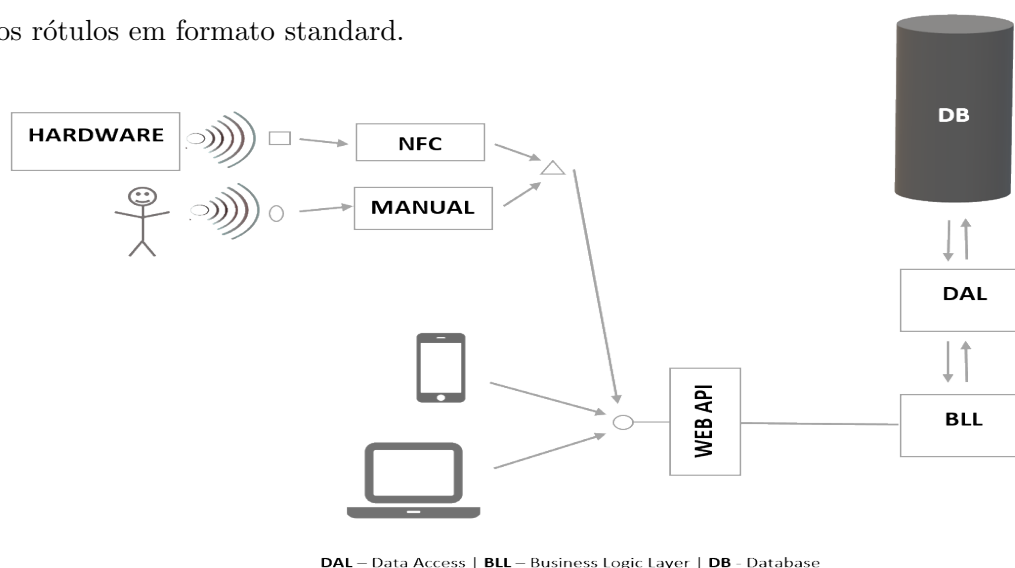 os rótulos em formato standard.
DB
HARDWARE
NFC
MANUAL
DAL
WEB API
BLL
DAL – Data Access | BLL – Business Logic Layer | DB - Database